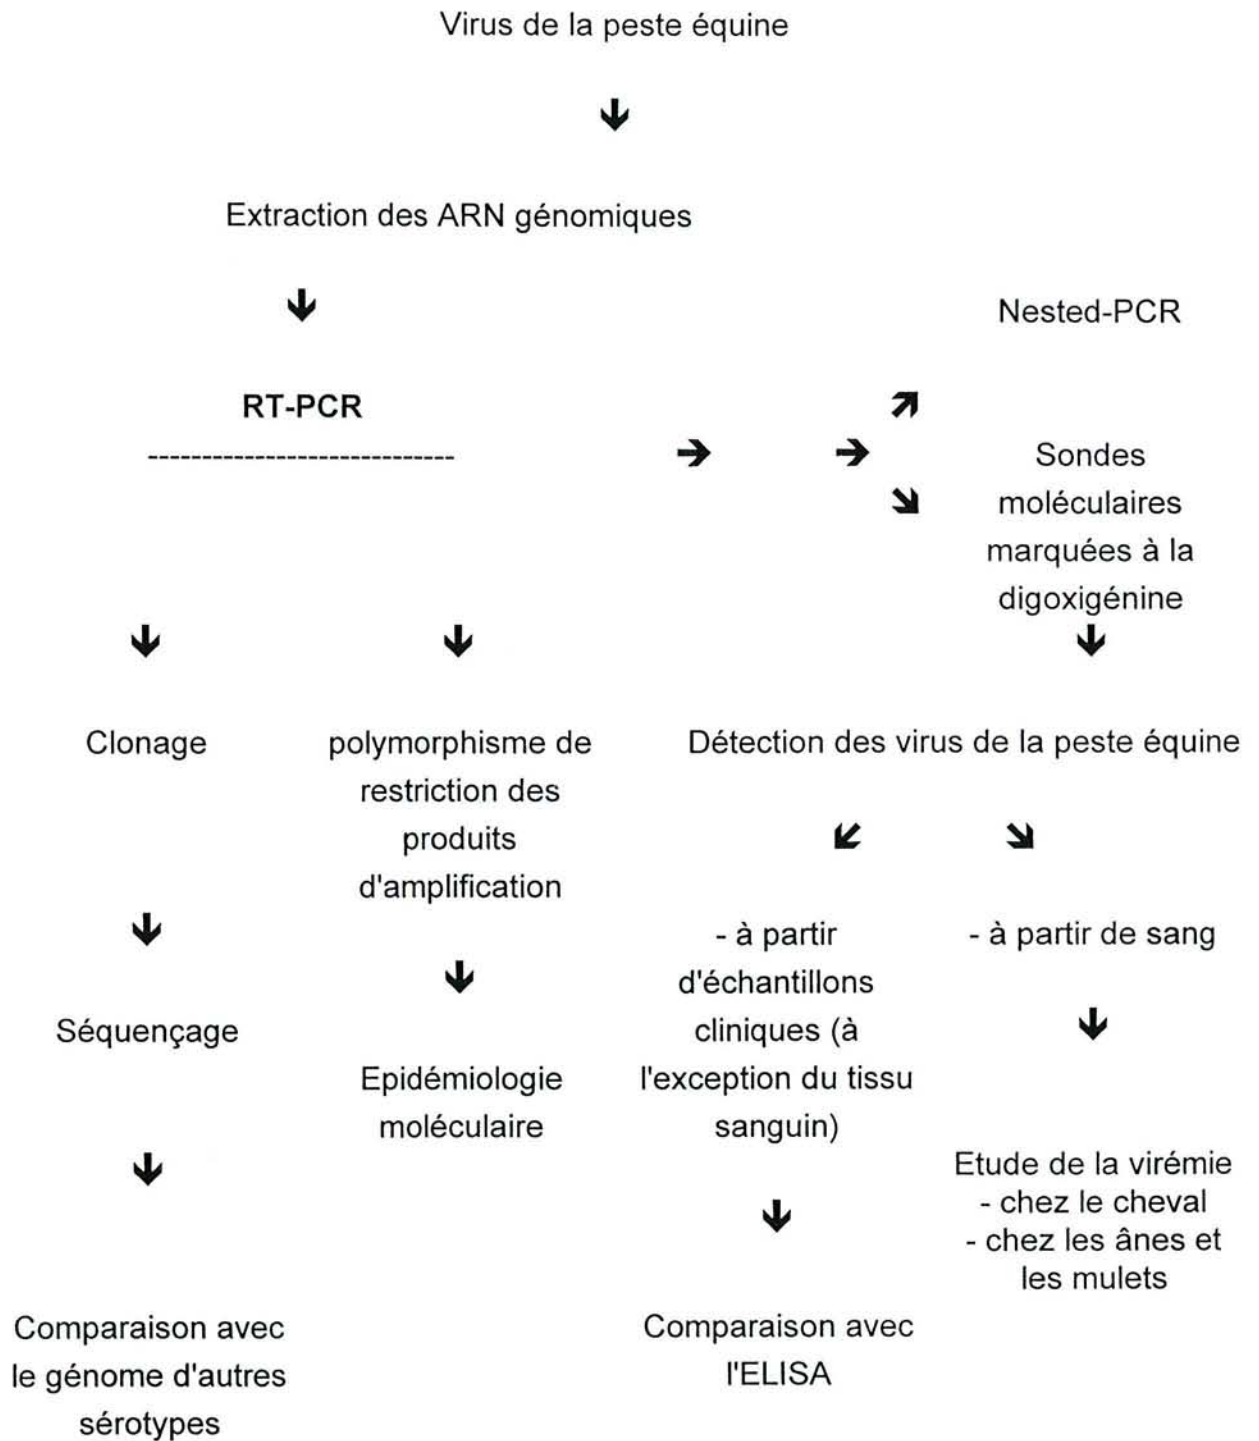 Virus de la peste équine
Extraction des ARN génomiques
Nested-PCR
RT-PCR
----------------------------
Sondes
moléculaires
marquées à la
digoxigénine
Clonage
polymorphisme de
restriction des
produits
d'amplification
Détection des virus de la peste équine
- à partir
d'échantillons
cliniques (à
l'exception du tissu
sanguin)
- à partir de sang
Séquençage
Epidémiologie
moléculaire
Etude de la virémie
- chez le cheval
- chez les ânes et
les mulets
Comparaison avec
le génome d'autres
sérotypes
Comparaison avec
l'ELISA